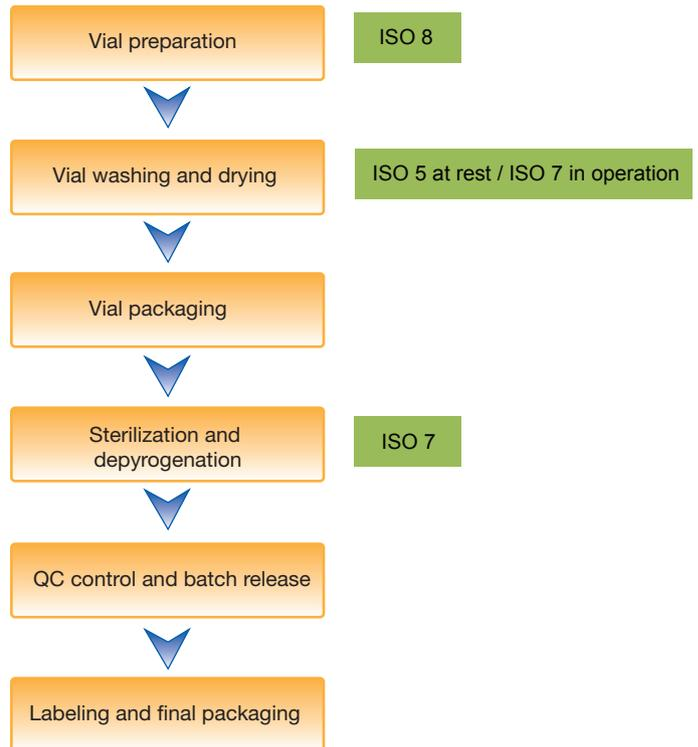 Vial preparation
ISO 8
Vial washing and drying
ISO 5 at rest / ISO 7 in operation
Vial packaging
Sterilization and
depyrogenation
ISO 7
QC control and batch release
Labeling and final packaging